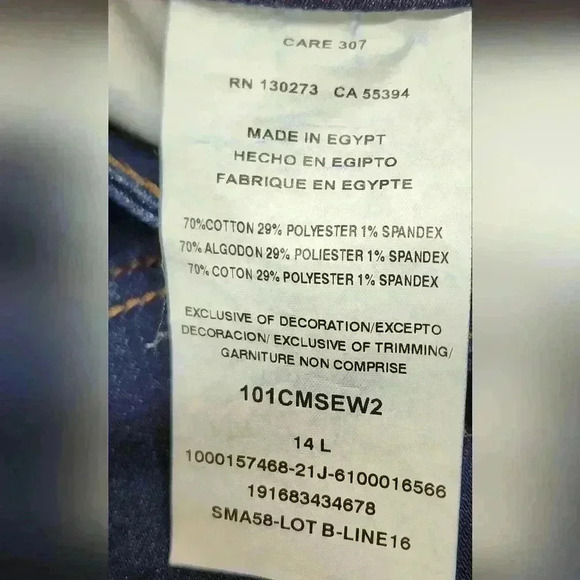 CARE 307
RN 130273 CA 55394
MADE IN EGYPT
HECHO EN EGIPTO
FABRIQUE EN EGYPTE
70%COTTON 29% POLYESTER 1% SPANDEX
70% ALGODON 29% POLIESTER 1% SPANDEX
70% COTON 29% POLYESTER 1% SPANDEX
EXCLUSIVE OF DECORATION/EXCEPTO
DECORACION/ EXCLUSIVE OF TRIMMING/
GARNITURE NON COMPRISE
101CMSEW2
14 L
1000157468-21J-6100016566
191683434678
SMA58-LOT B-LINE16